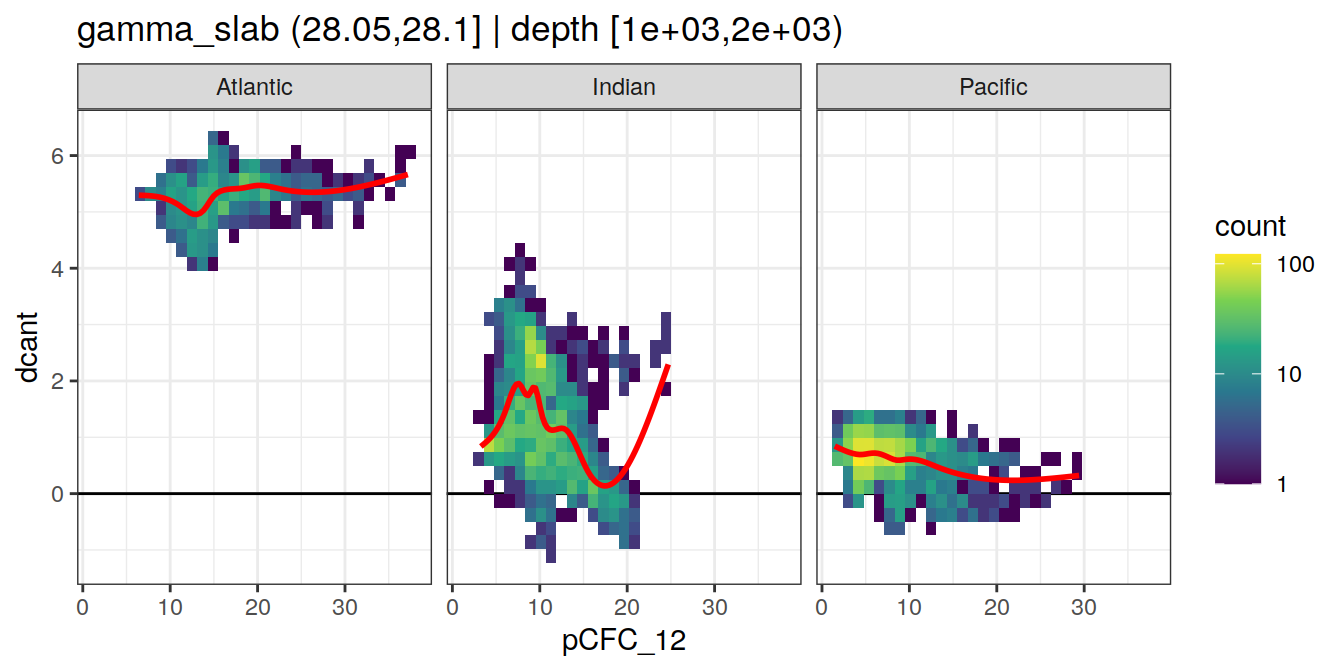 gamma_slab (28.05,28.1] | depth [1e+03,2e+03)
Atlantic Indian Pacific
6
4
2
0
dcant
0 10 20 30 0 10 20 30 0 10 20 30
pCFC_12
count
100
10
1